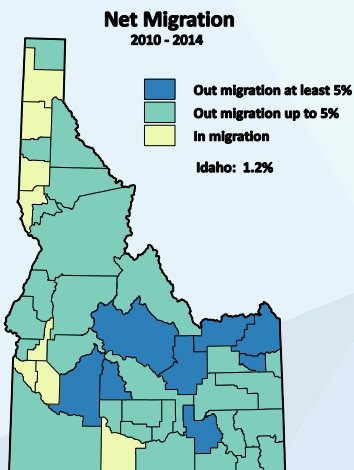 Net Migration
2010 - 2014
Out migration at least 5%
Out migration up to 5%
In migration
Idaho: 1.2%